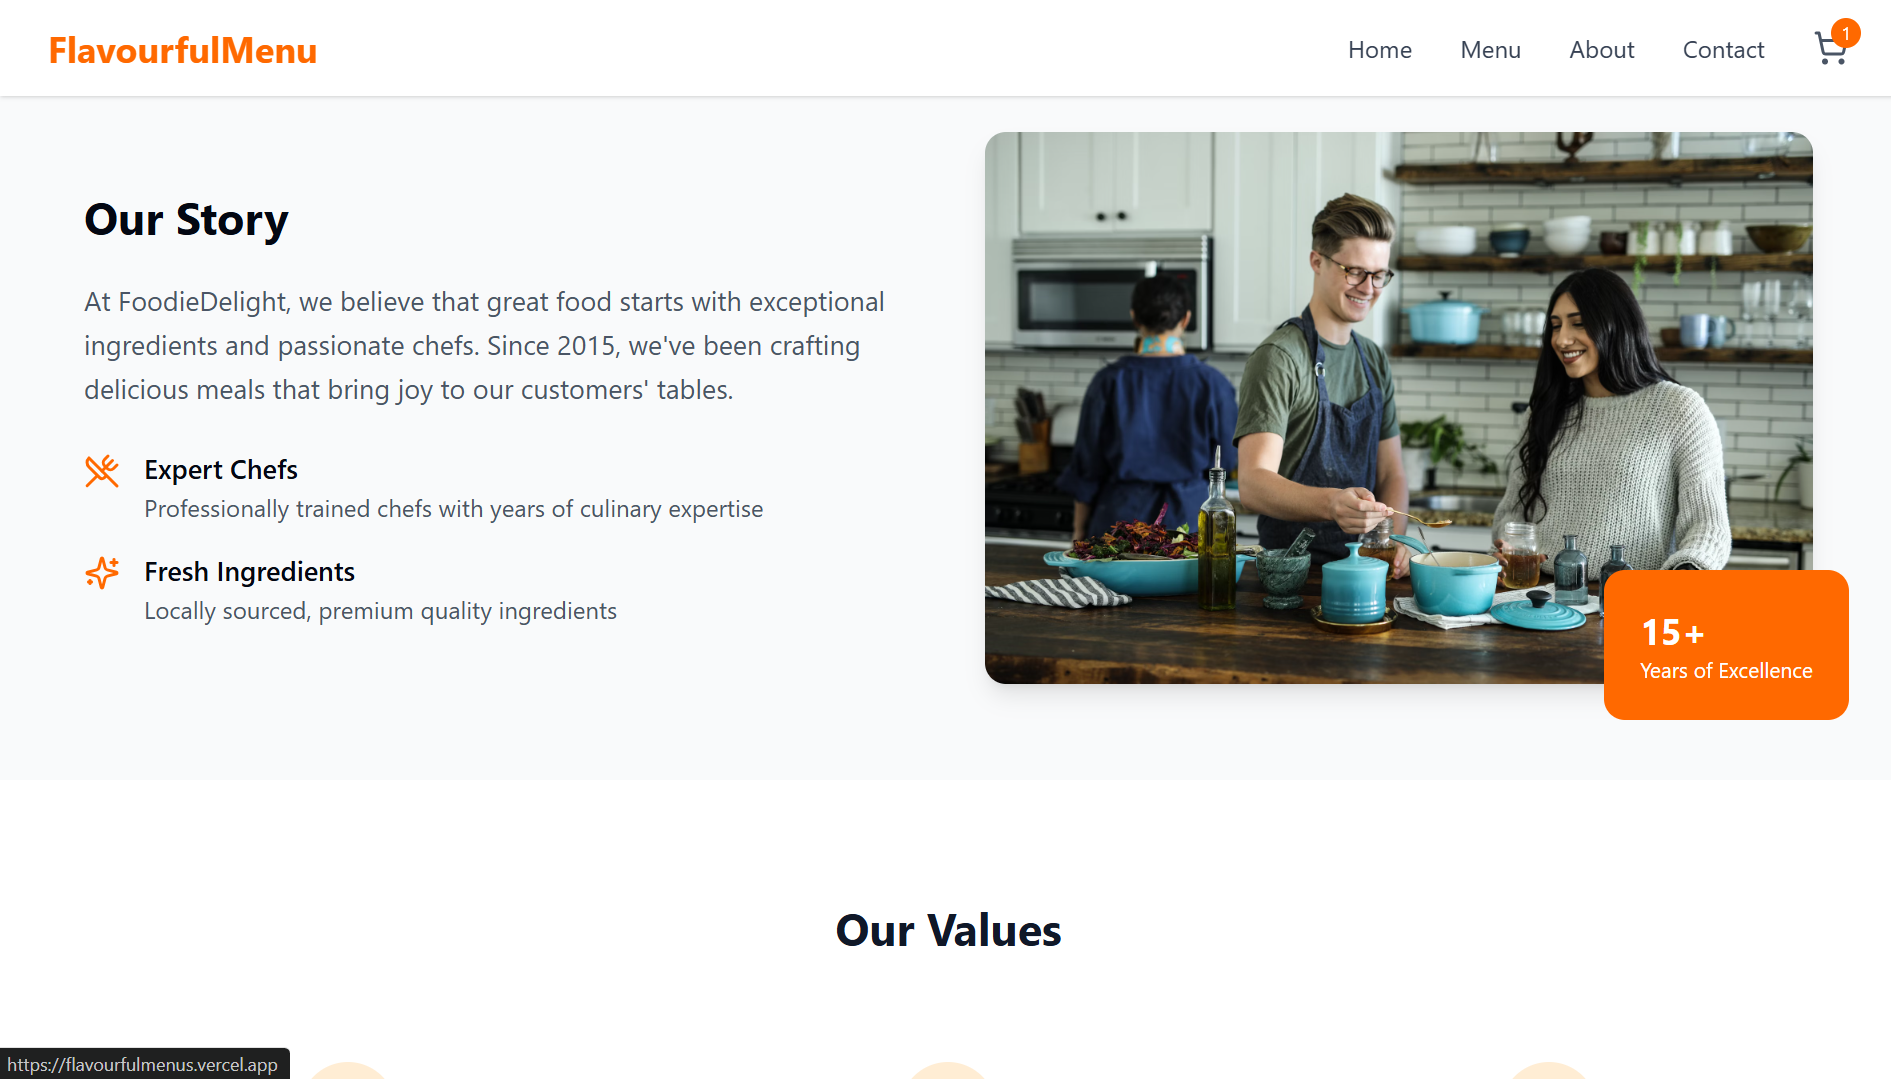 FlavourfulMenu
Home
Menu
About
Contact
1
Our Story
At FoodieDelight, we believe that great food starts with exceptional
ingredients and passionate chefs. Since 2015, we've been crafting
delicious meals that bring joy to our customers' tables.
Expert Chefs
Professionally trained chefs with years of culinary expertise
Fresh Ingredients
Locally sourced, premium quality ingredients
15+
Years of Excellence
Our Values
https://flavourfulmenus.vercel.app